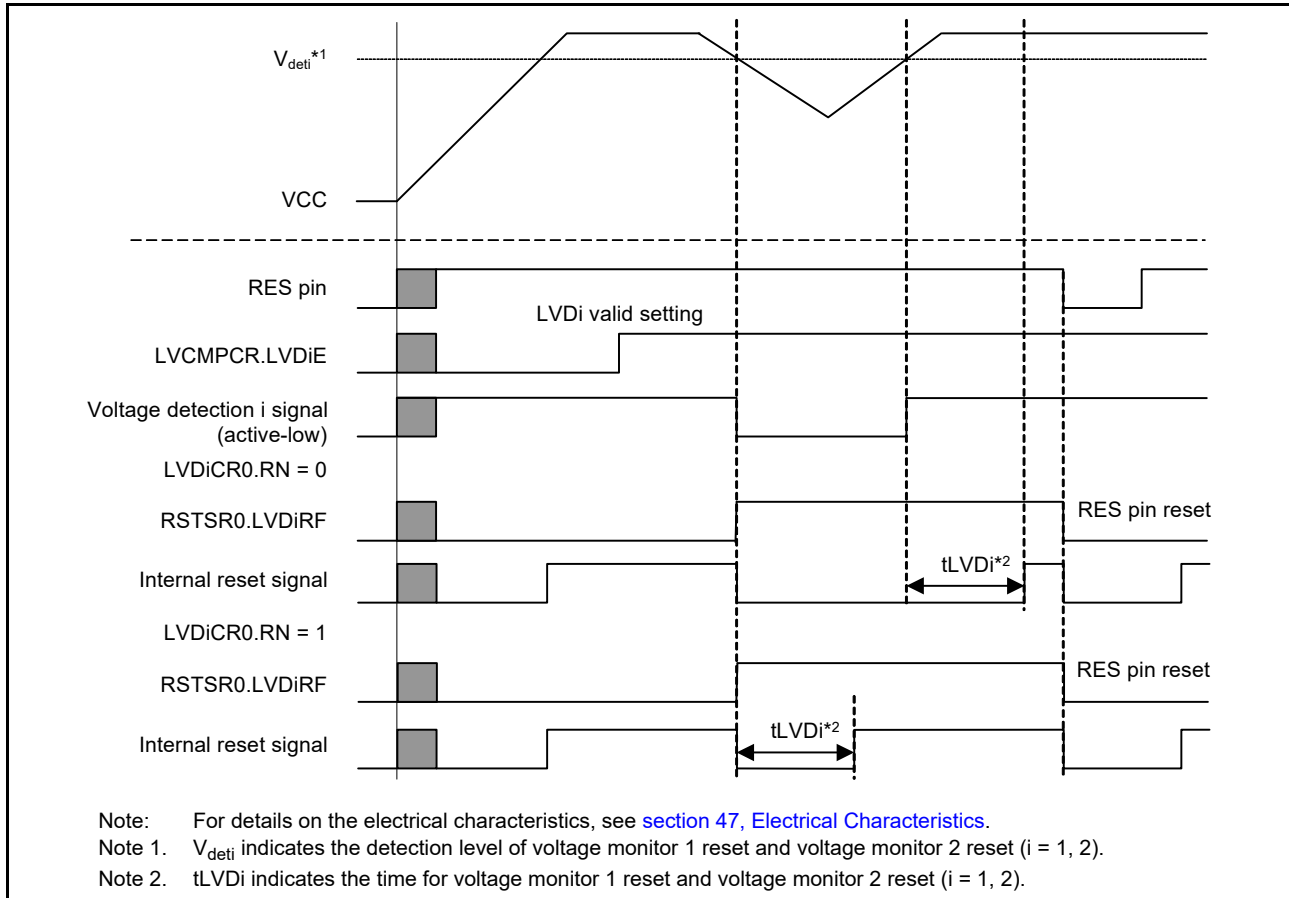 Vdeti*1
VCC
RES pin
LVDi valid setting
LVCMPCR.LVDiE
Voltage detection i signal
(active-low)
LVDiCR0.RN = 0
RSTSR0.LVDiRF
RES pin reset
tLVDi*2
Internal reset signal
LVDiCR0.RN = 1
RSTSR0.LVDiRF
RES pin reset
tLVDi*2
Internal reset signal
Note: For details on the electrical characteristics, see section 47, Electrical Characteristics.
Note 1. Vdeti indicates the detection level of voltage monitor 1 reset and voltage monitor 2 reset (i = 1, 2).
Note 2. tLVDi indicates the time for voltage monitor 1 reset and voltage monitor 2 reset (i = 1, 2).